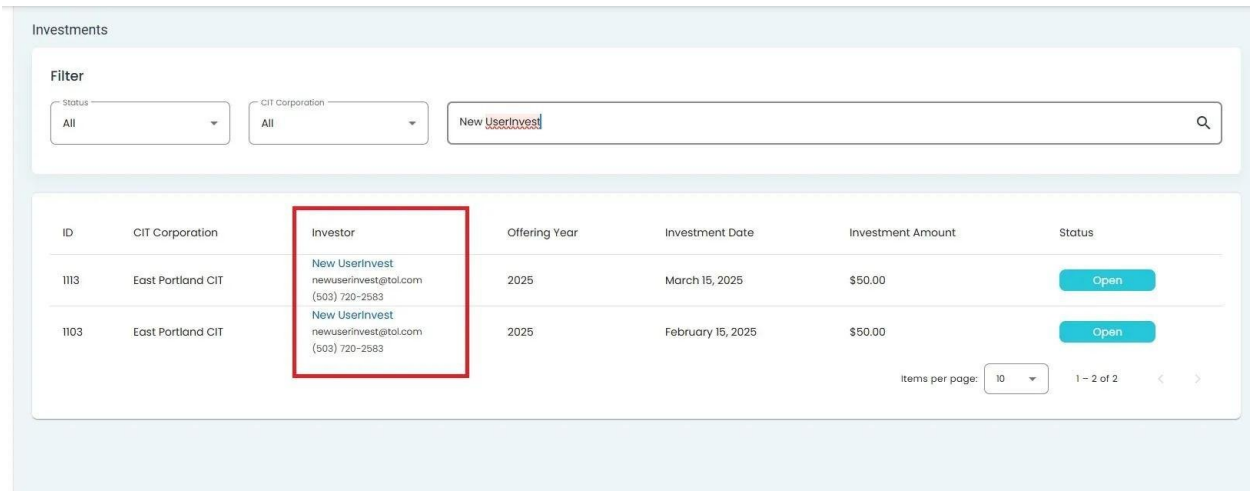 Investments
Filter
Status
All
CIT Corporation
All
New UserInvest
ID CIT Corporation Investor Offering Year Investment Date Investment Amount Status
1113 East Portland CIT New UserInvest 2025 March 15, 2025 $50.00 Open
newuserinvest@tol.com
(503) 720-2583
1103 East Portland CIT New UserInvest 2025 February 15, 2025 $50.00 Open
newuserinvest@tol.com
(503) 720-2583
Items per page: 10 1 – 2 of 2